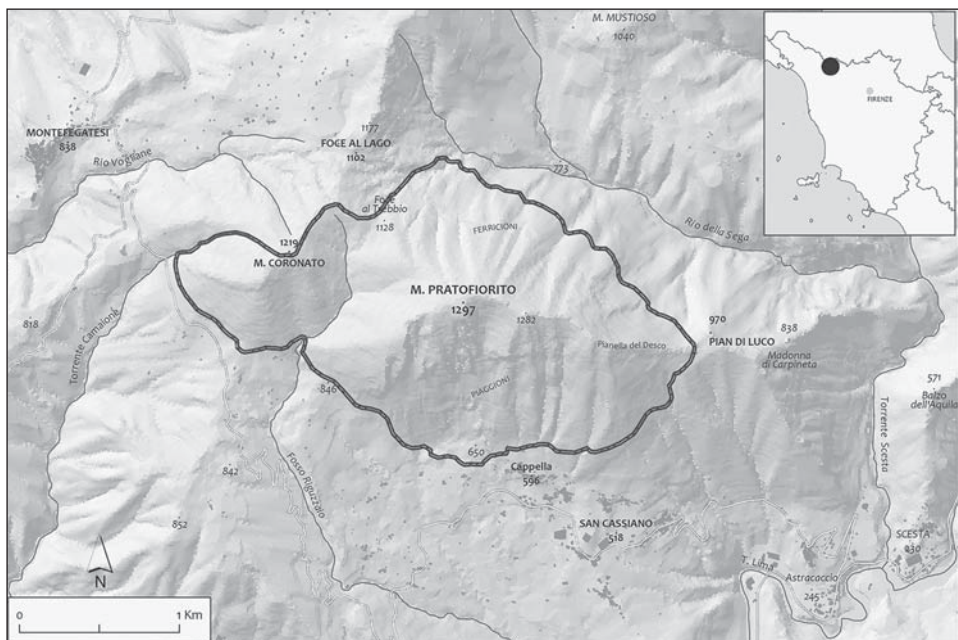 M. MUSTIOSO
1040
FIRENZE
MONTEFEGATESI
838
Rio Vogliane
1177
FOCE AL LAGO
1102
773
Foce
al Trebbio
1128
FERRICIONI
Rio della Sega
1219
M. CORONATO
M. PRATOFIORITO
1297
1282
970
PIAN DI LUCO
838
Pianella del Desco
Madonna
di Carpineta
818
Torrente Camaione
846
PIAGGIONI
571
Balzo
dell'Aquila
Torrente Scesta
650
Cappella
596
842
Fosso Riguzzaio
852
SAN CASSIANO
518
SCESTA
T. Lima
Astracaccio
245
N
0
1 Km